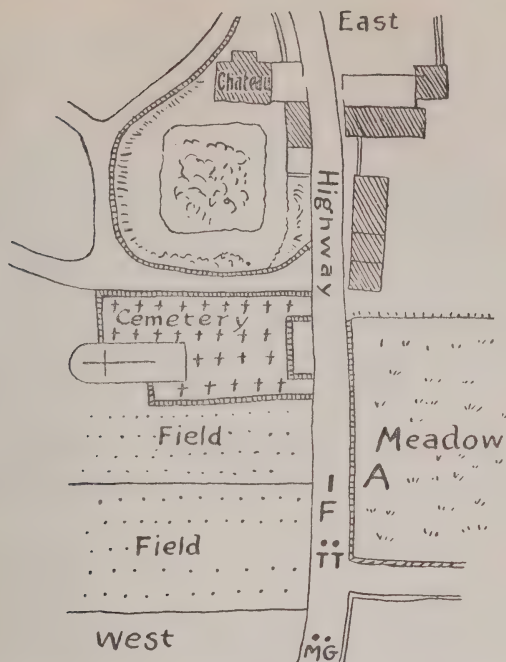 East
Chateau
Highway
Cemetery
Field
Meadow
A
I
F
Field
TT
West
MG